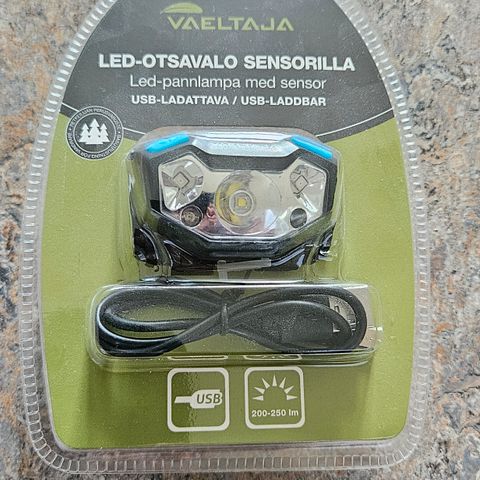 VAELTAJA
LED-OTSAVALO SENSORILLA
Led-pannlampa med sensor
USB-LADATTAVA / USB-LADDBAR
USB
200-250 lm